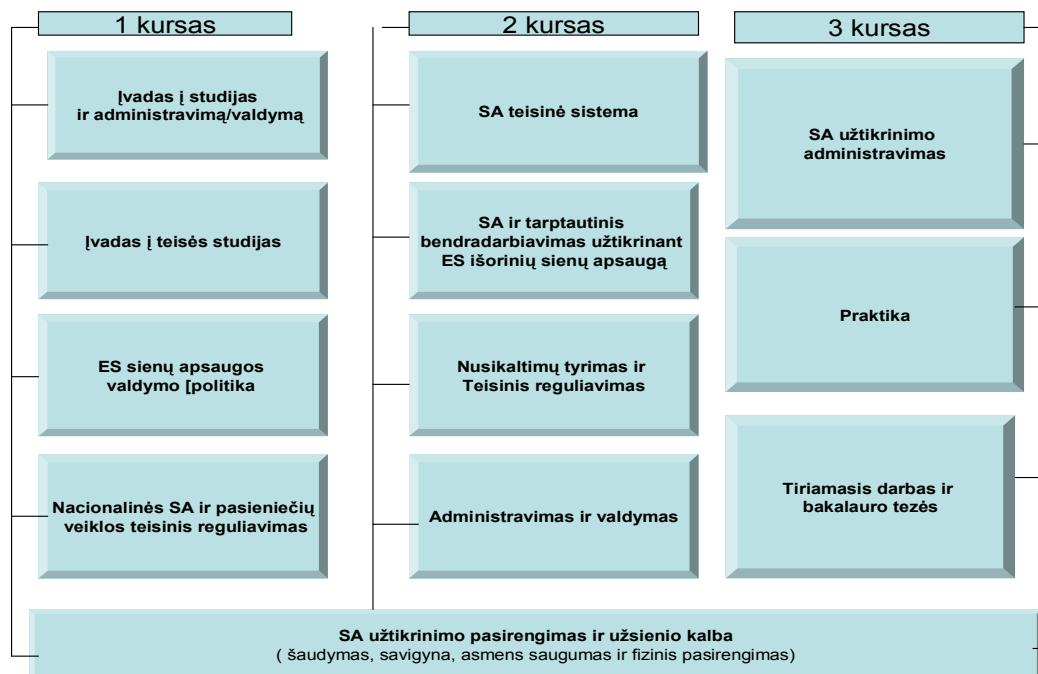 1 kursas
Įvadas į studijas
ir administravimą/valdymą
Įvadas į teisės studijas
ES sienų apsaugos
valdymo [politika
Nacionalinės SA ir pasieniečių
veiklos teisinis reguliavimas
2 kursas
SA teisinė sistema
SA ir tarptautinis
bendradarbiavimas užtikrinant
ES išorinių sienų apsaugą
Nusikaltimų tyrimas ir
Teisinis reguliavimas
Administravimas ir valdymas
3 kursas
SA užtikrinimo
administravimas
Praktika
Tiriamasis darbas ir
bakalauro tezės
SA užtikrinimo pasirengimas ir užsienio kalba
( šaudymas, savigyna, asmens saugumas ir fizinis pasirengimas)